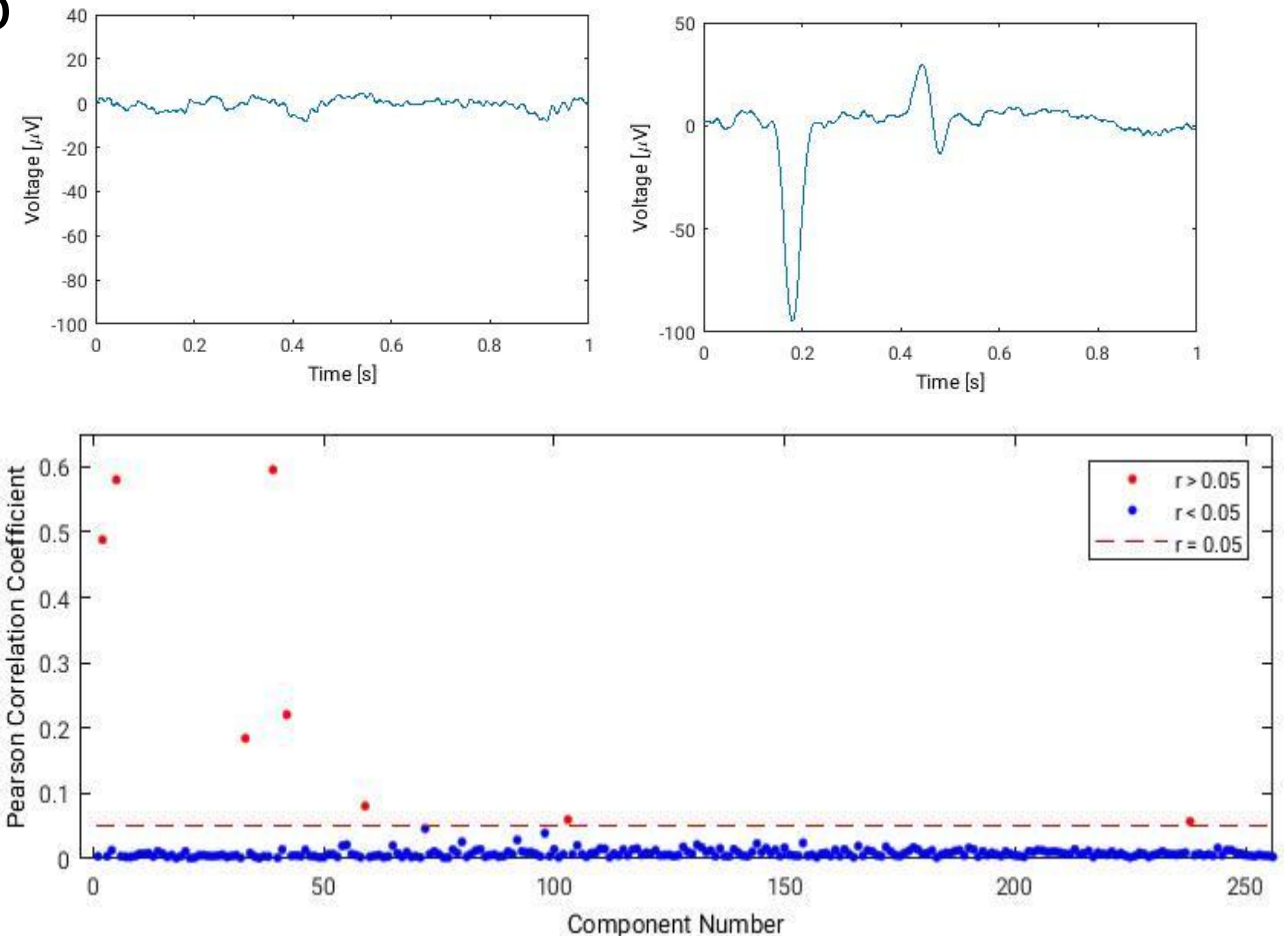 40
20
0
-20
-40
-60
-80
-100
Voltage [μV]
0 0.2 0.4 0.6 0.8 1
Time [s]
50
0
-50
-100
Voltage [μV]
0 0.2 0.4 0.6 0.8 1
Time [s]
0.6
0.5
0.4
0.3
0.2
0.1
0
Pearson Correlation Coefficient
r > 0.05
r < 0.05
r = 0.05
0 50 100 150 200 250
Component Number